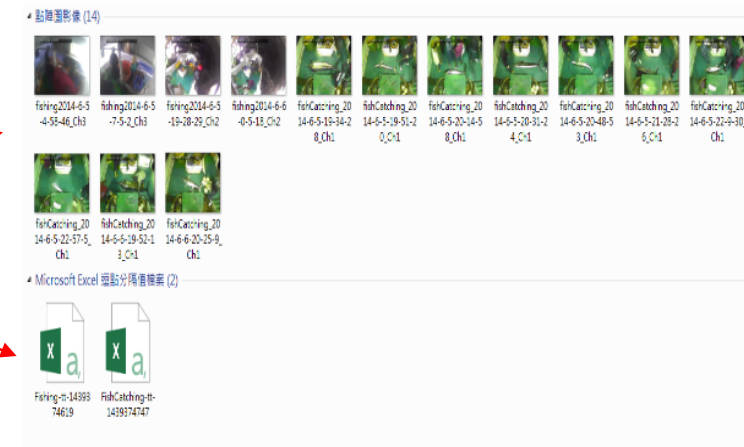 點陣圖影像 (14)
fishing2014-6-5
-4-58-46_Ch3
fishing2014-6-5
-7-5-2_Ch3
fishing2014-6-5
-19-28-29_Ch2
fishing2014-6-6
-0-5-18_Ch2
fishCatching_20
14-6-5-19-34-2
8_Ch1
fishCatching_20
14-6-5-19-51-2
0_Ch1
fishCatching_20
14-6-5-20-14-5
8_Ch1
fishCatching_20
14-6-5-20-31-2
4_Ch1
fishCatching_20
14-6-5-20-48-5
3_Ch1
fishCatching_20
14-6-5-21-28-2
6_Ch1
fishCatching_20
14-6-5-22-9-30_
Ch1
fishCatching_20
14-6-5-22-57-5_
Ch1
fishCatching_20
14-6-6-19-52-1
3_Ch1
fishCatching_20
14-6-6-20-25-9_
Ch1
Microsoft Excel 逗點分隔值檔案 (2)
Fishing-tt-14393
74619
FishCatching-tt-
1439374747